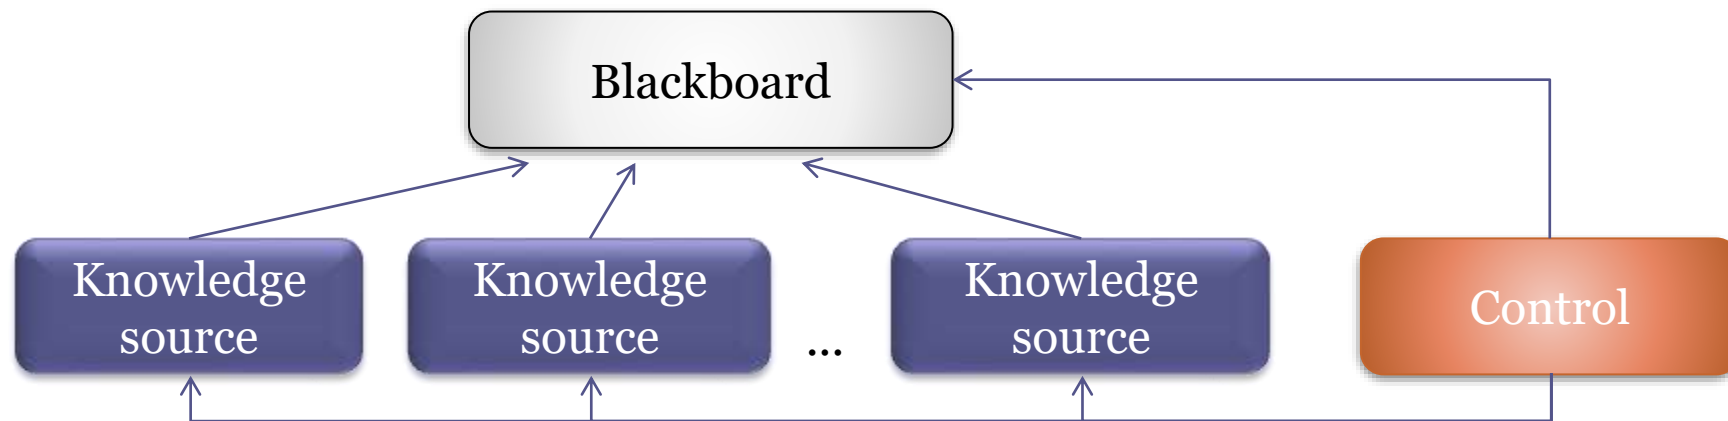 Blackboard
Knowledge
source
Knowledge
source
...
Knowledge
source
Control